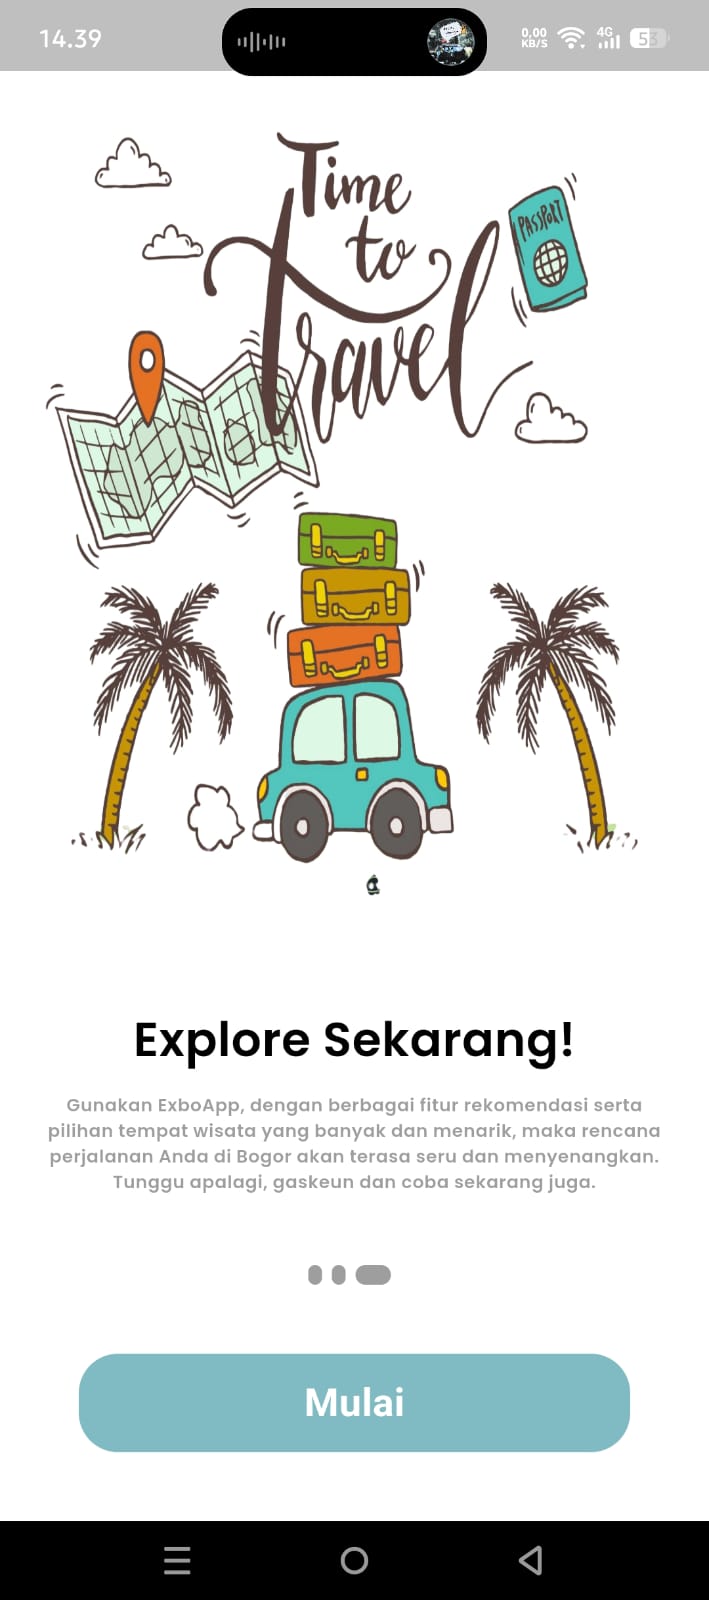 14.39
0,00
KB/S
4G
53
Time
to
travel
PASSPORT
Explore Sekarang!
Gunakan ExboApp, dengan berbagai fitur rekomendasi serta
pilihan tempat wisata yang banyak dan menarik, maka rencana
perjalanan Anda di Bogor akan terasa seru dan menyenangkan.
Tunggu apalagi, gaskeun dan coba sekarang juga.
Mulai